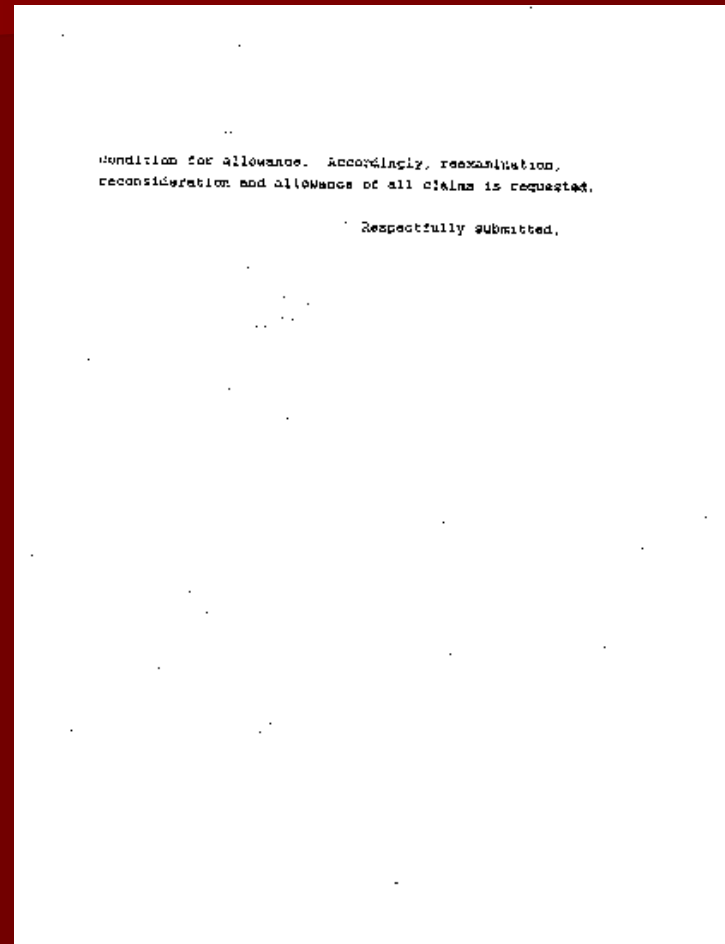 condition for allowance. Accordingly, reexamination,
reconsideration and allowance of all claims is requested.
Respectfully submitted,